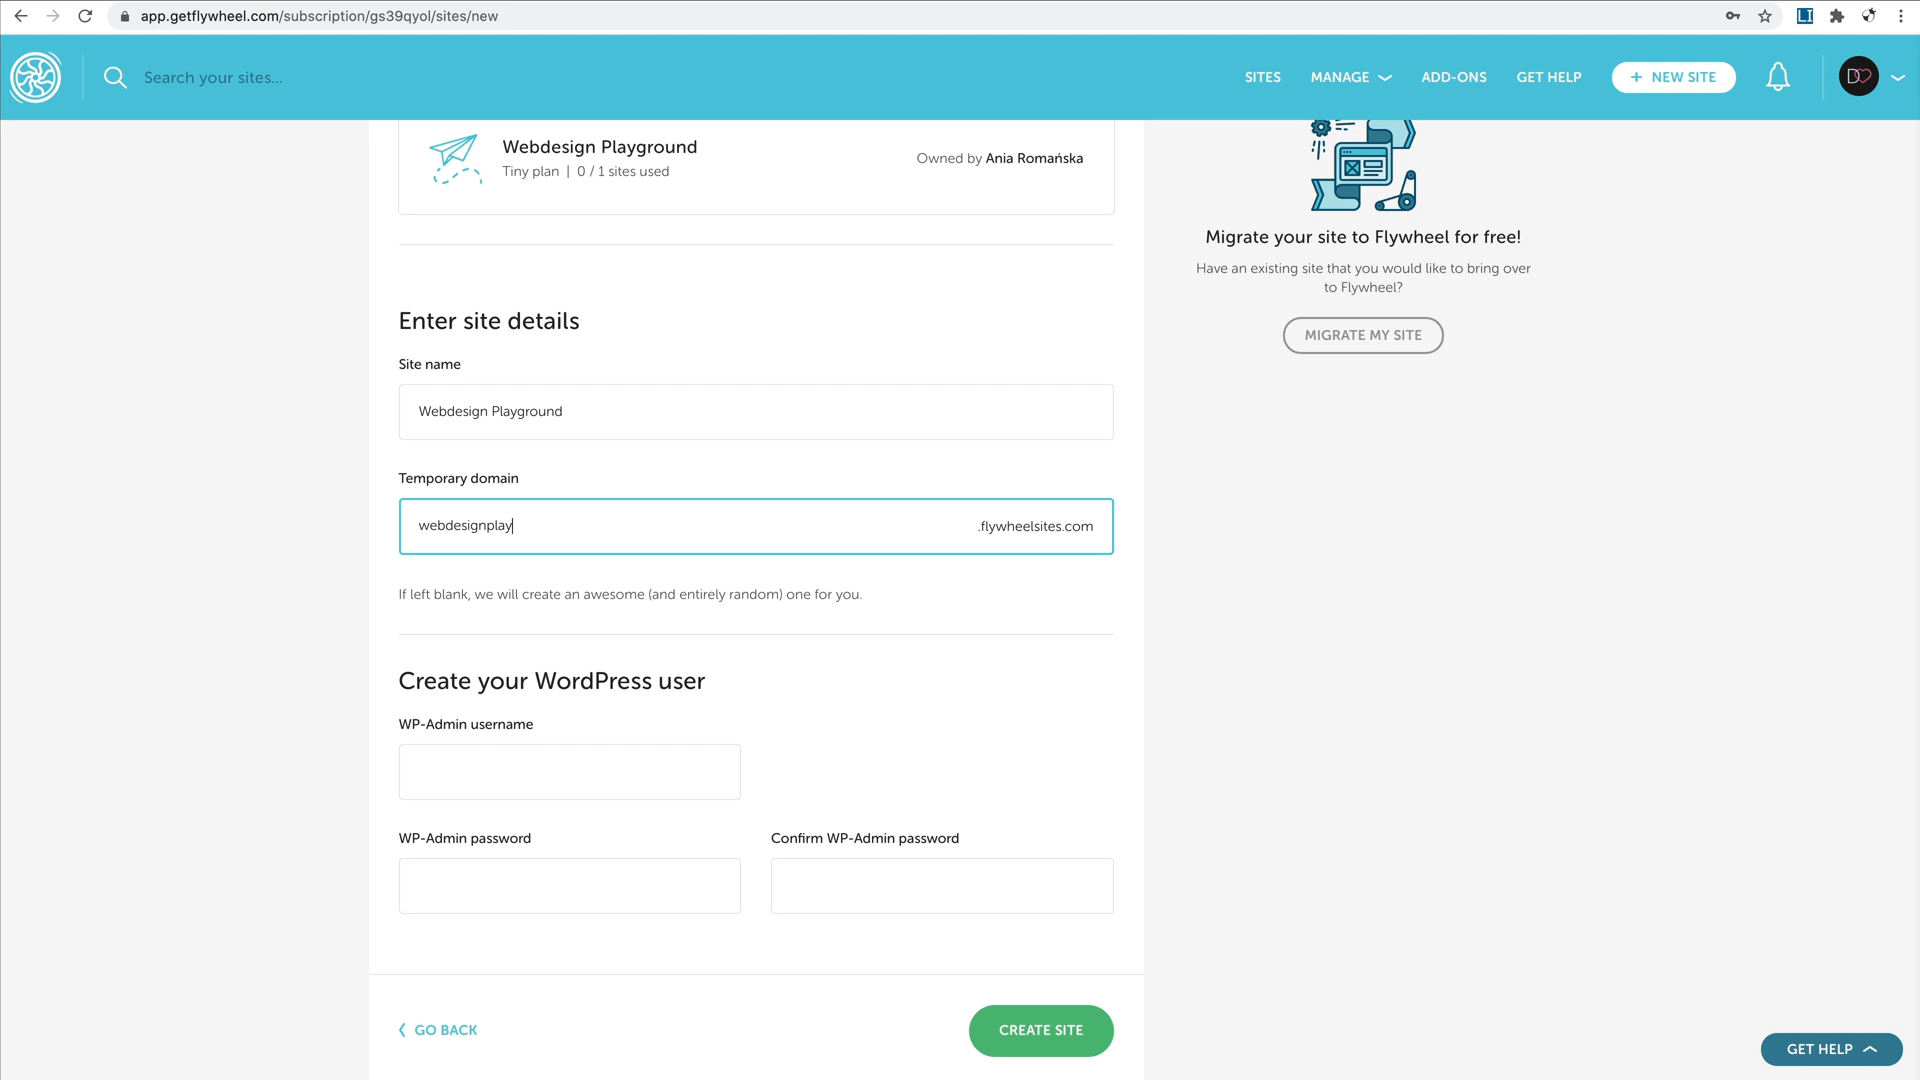 app.getflywheel.com/subscription/gs39qyol/sites/new
Search your sites...
SITES
MANAGE
ADD-ONS
GET HELP
+ NEW SITE
Webdesign Playground
Tiny plan | 0 / 1 sites used
Owned by Ania Romańska
Migrate your site to Flywheel for free!
Have an existing site that you would like to bring over
to Flywheel?
MIGRATE MY SITE
Enter site details
Site name
Webdesign Playground
Temporary domain
webdesignplay
.flywheelsites.com
If left blank, we will create an awesome (and entirely random) one for you.
Create your WordPress user
WP-Admin username
WP-Admin password
Confirm WP-Admin password
GO BACK
CREATE SITE
GET HELP